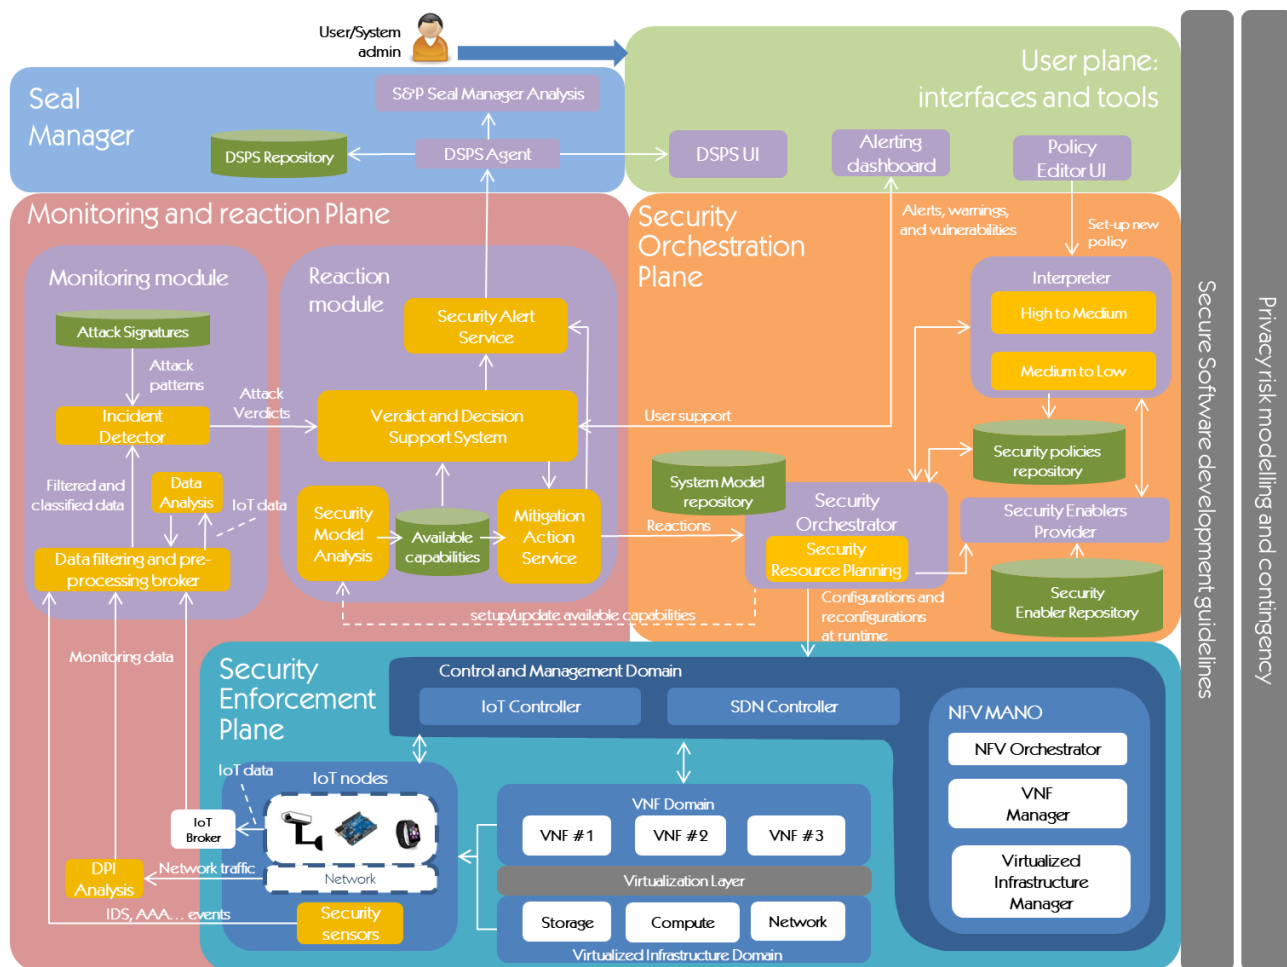 User/System
admin
Seal
Manager
S&P Seal Manager Analysis
DSPS Repository
DSPS Agent
User plane:
interfaces and tools
DSPS UI
Alerting
dashboard
Policy
Editor UI
Monitoring and reaction Plane
Monitoring module
Attack Signatures
Attack
patterns
Incident
Detector
Attack
Verdicts
Filtered and
classified data
Data
Analysis
IoT data
Data filtering and pre-
processing broker
Monitoring data
Reaction
module
Security Alert
Service
Verdict and Decision
Support System
Security
Model
Analysis
Available
capabilities
Mitigation
Action
Service
Reactions
setup/update available capabilities
Security
Orchestration
Plane
Alerts, warnings,
and vulnerabilities
Set-up new
policy
Interpreter
High to Medium
Medium to Low
User support
Security policies
repository
System Model
repository
Security
Orchestrator
Security
Resource Planning
Security Enablers
Provider
Security
Enabler Repository
Configurations and
reconfigurations
at runtime
Security
Enforcement
Plane
Control and Management Domain
IoT Controller
SDN Controller
NFV MANO
NFV Orchestrator
VNF
Manager
Virtualized
Infrastructure
Manager
IoT data
IoT nodes
IoT
Broker
Network
DPI
Analysis
Network traffic
IDS, AAA... events
Security
sensors
VNF Domain
VNF #1
VNF #2
VNF #3
Virtualization Layer
Storage
Compute
Network
Virtualized Infrastructure Domain
Secure Software development guidelines
Privacy risk modelling and contingency